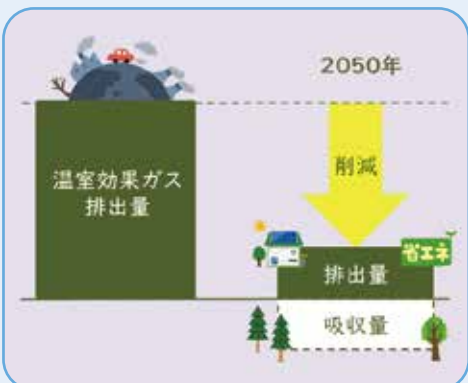 2050年
温室効果ガス
排出量
削減
省エネ
排出量
吸収量